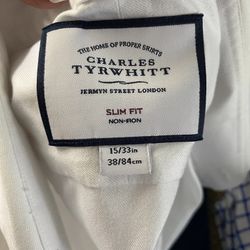 THE HOME OF PROPER SHIRTS
CHARLES
TYRWHITT
JERMYN STREET LONDON
SLIM FIT
NON-IRON
15/33in
38/84cm